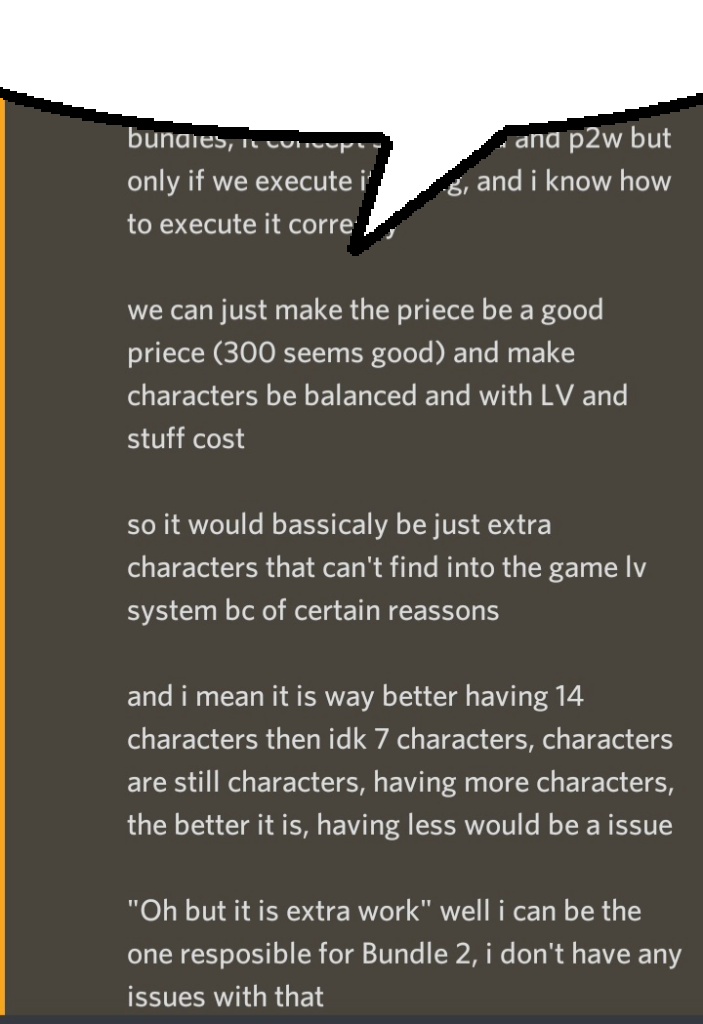 bundles, it concept and p2w but
only if we execute and i know how
to execute it
we can just make the priece be a good
priece (300 seems good) and make
characters be balanced and with LV and
stuff cost
so it would bassicaly be just extra
characters that can't find into the game lv
system bc of certain reassons
and i mean it is way better having 14
characters then idk 7 characters, characters
are still characters, having more characters,
the better it is, having less would be a issue
"Oh but it is extra work" well i can be the
one resposible for Bundle 2, i don't have any
issues with that